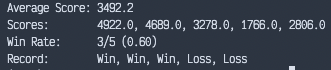 Average Score: 3492.2
Scores: 4922.0, 4689.0, 3278.0, 1766.0, 2806.0
Win Rate: 3/5 (0.60)
Record: Win, Win, Win, Loss, Loss